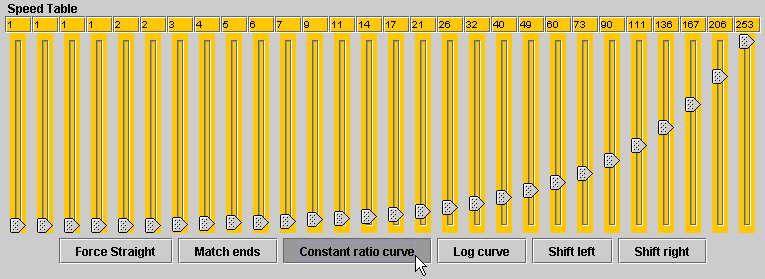 Speed Table
1 1 1 1 2 2 3 4 5 6 7 9 11 14 17 21 26 32 40 49 60 73 90 111 136 167 206 253
Force Straight Match ends Constant ratio curve Log curve Shift left Shift right